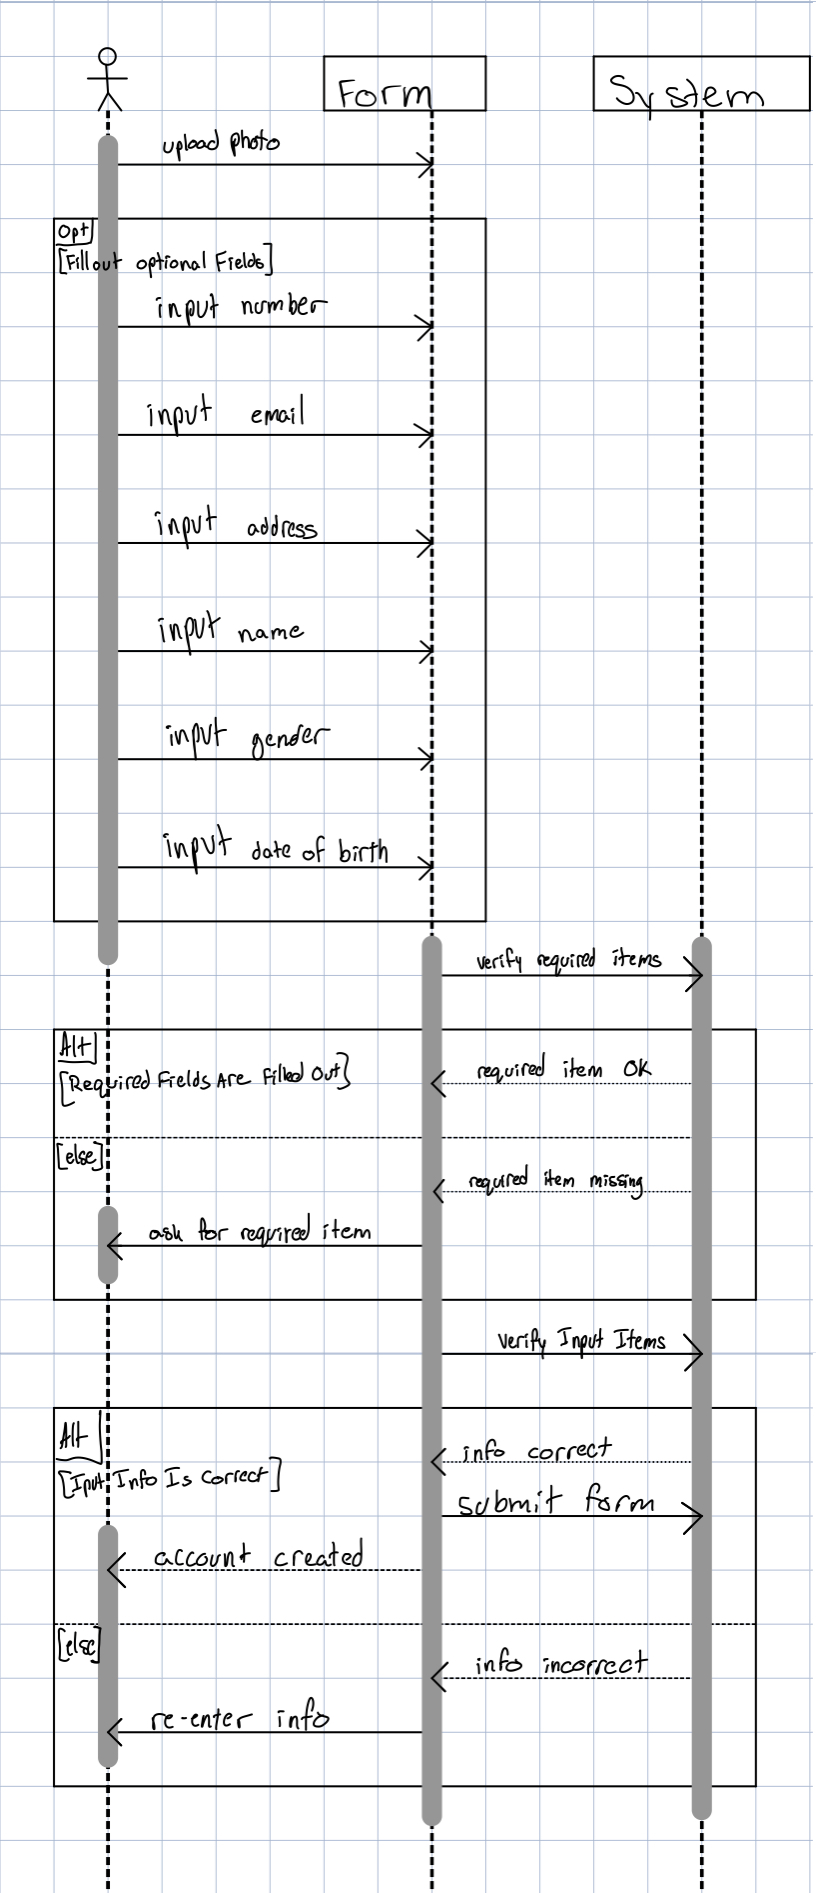 Form
System
upload photo
Opt
[Fill out optional Fields]
input number
input email
input address
input name
input gender
input date of birth
verify required items
Alt
[Required Fields Are Filled Out]
required item OK
[else]
required item missing
ask for required item
Verify Input Items
Alt
info correct
[Input Info Is Correct]
submit form
account created
[else]
info incorrect
re-enter info